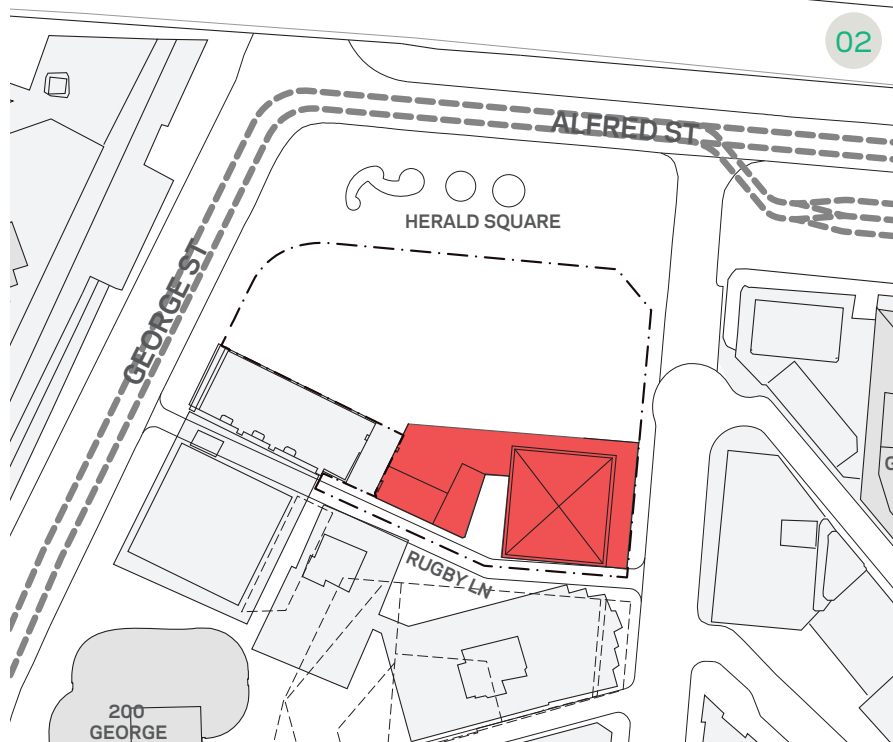 02
ALFRED ST
HERALD SQUARE
GEORGE ST
G
RUGBY LN
200
GEORGE